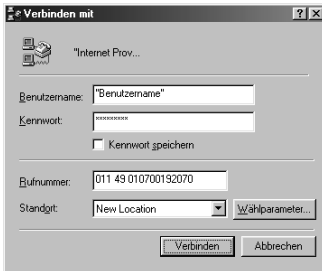 Verbinden mit
"Internet Prov...
Benutzername: "Benutzername"
Kennwort: xxxxxxxxx
Kennwort speichern
Rufnummer: 011 49 010700192070
Standort: New Location Wählparameter...
Verbinden Abbrechen